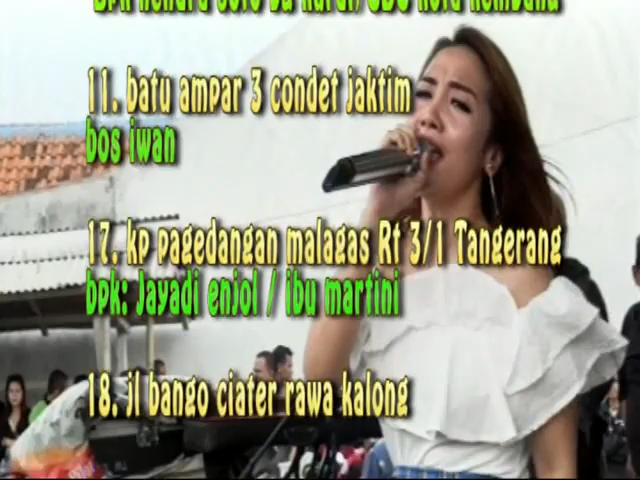 11. batu ampar 3 condet jaktim
bos iwan
17. kp pagedangan malagas Rt 3/1 Tangerang
bpk: Jayadi enjol / ibu martini
18. jl bango ciater rawa kalong